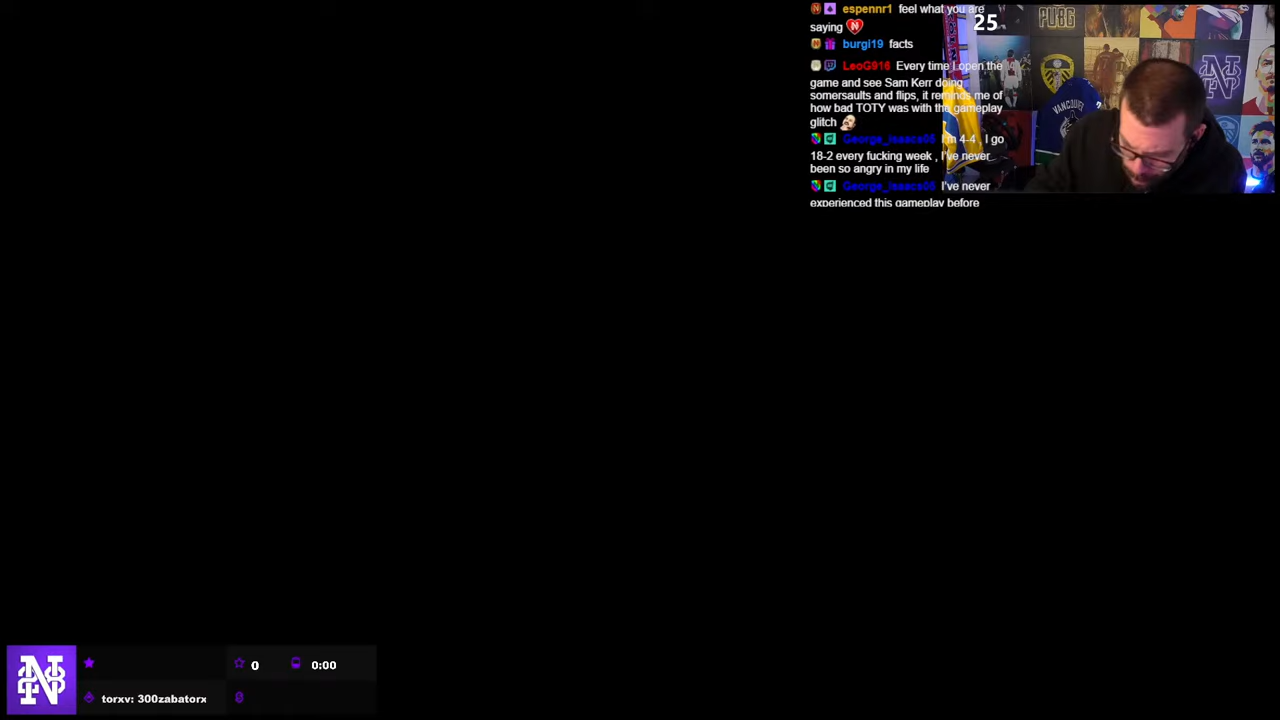 espennr1 feel what you are
saying
burgi19 facts
LeoG916 Every time I open the
game and see Sam Kerr doing
somersaults and flips, it reminds me of
how bad TOTY was with the gameplay
glitch
George_Isaacs06 I'm 4-4 , I go
18-2 every fucking week , I've never
been so angry in my life
George_Isaacs06 I've never
experienced this gameplay before
25
PUBG
VANCOUVER
0 0:00
torxv: 300zabatorx